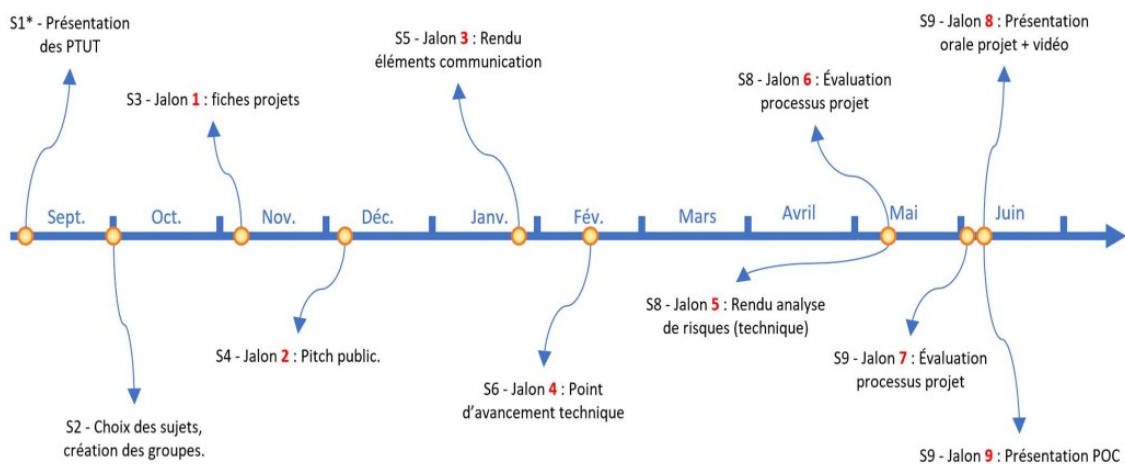 S1* - Présentation
des PTUT
S3 - Jalon 1 : fiches projets
S5 - Jalon 3 : Rendu
éléments communication
S8 - Jalon 6 : Évaluation
processus projet
S9 - Jalon 8 : Présentation
orale projet + vidéo
Sept.
Oct.
Nov.
Déc.
Janv.
Fév.
Mars
Avril
Mai
Juin
S2 - Choix des sujets,
création des groupes.
S4 - Jalon 2 : Pitch public.
S6 - Jalon 4 : Point
d’avancement technique
S8 - Jalon 5 : Rendu analyse
de risques (technique)
S9 - Jalon 7 : Évaluation
processus projet
S9 - Jalon 9 : Présentation POC